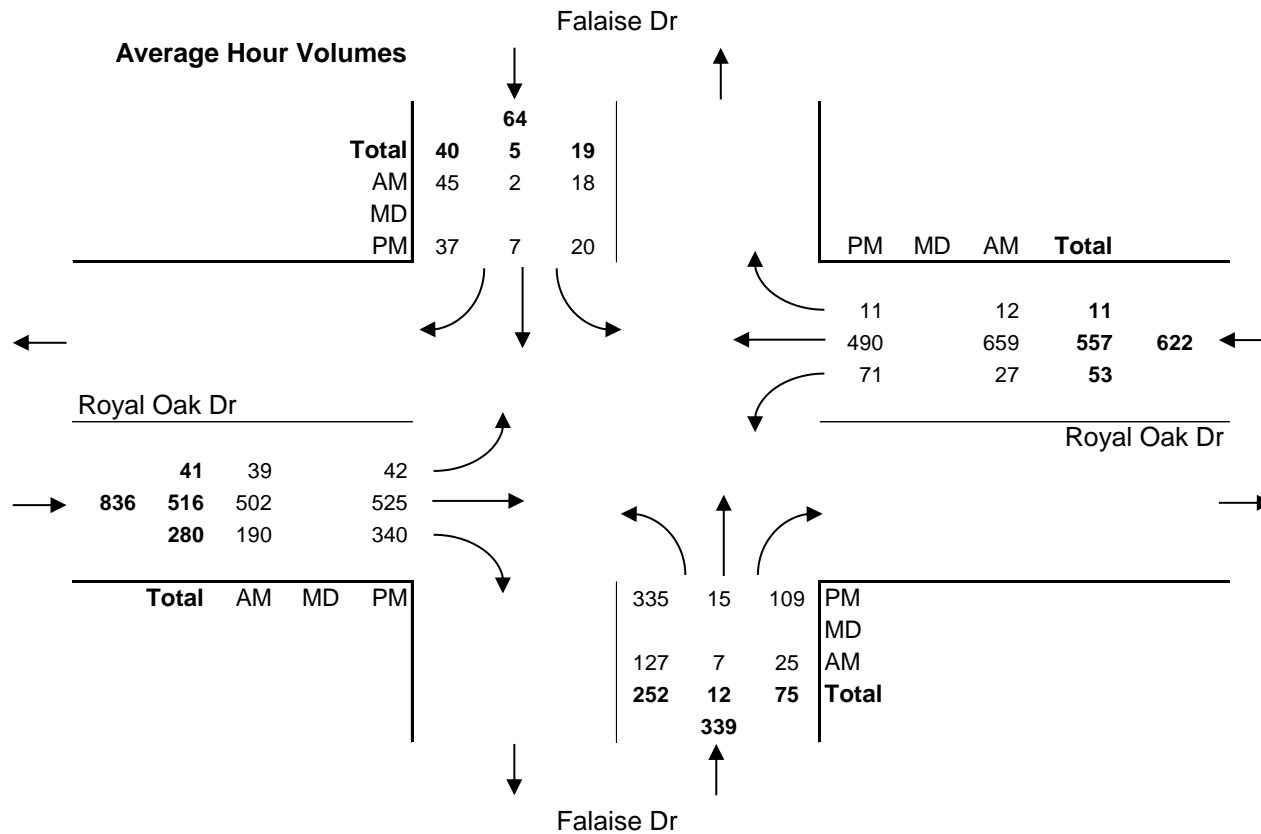 Falaise Dr
Average Hour Volumes
64
Total 40 5 19
AM 45 2 18
MD
PM 37 7 20
PM MD AM Total
11 12 11
490 659 557 622
71 27 53
Royal Oak Dr
Royal Oak Dr
41 39 42
836 516 502 525
280 190 340
Total AM MD PM
335 15 109 PM
MD
127 7 25 AM
252 12 75 Total
339
Falaise Dr